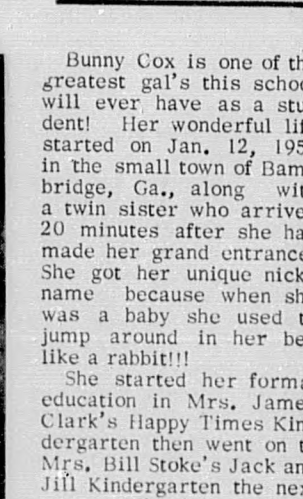 Bunny Cox is one of th
greatest gal's this schoo
will ever have as a stu
dent! Her wonderful lif
started on Jan. 12, 195
in the small town of Bam
bridge, Ga., along wit
a twin sister who arrive
20 minutes after she ha
made her grand entrance
She got her unique nick
name because when sh
was a baby she used t
jump around in her be
like a rabbit!!!
She started her forma
education in Mrs. Jame
Clark's Happy Times Kin
dergarten then went on t
Mrs. Bill Stoke's Jack an
Jill Kindergarten the nex